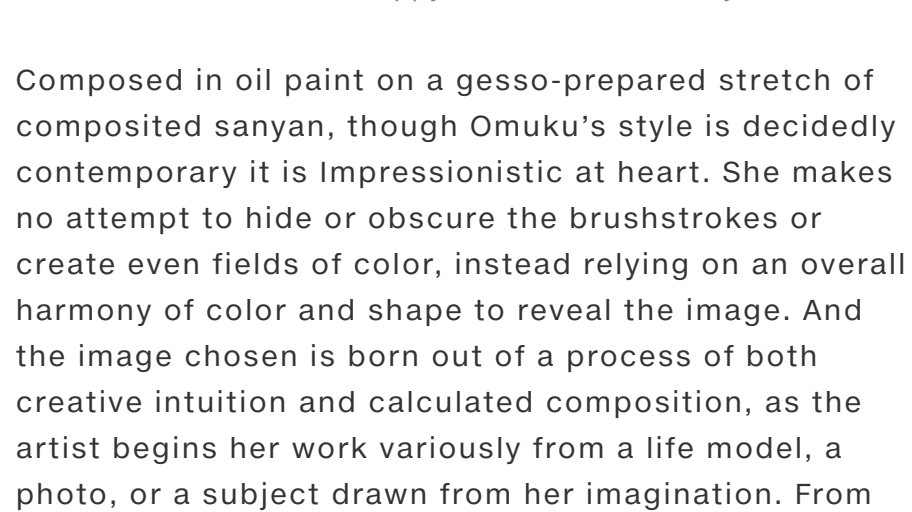 Composed in oil paint on a gesso-prepared stretch of
composited sanyan, though Omuku’s style is decidedly
contemporary it is Impressionistic at heart. She makes
no attempt to hide or obscure the brushstrokes or
create even fields of color, instead relying on an overall
harmony of color and shape to reveal the image. And
the image chosen is born out of a process of both
creative intuition and calculated composition, as the
artist begins her work variously from a life model, a
photo, or a subject drawn from her imagination. From